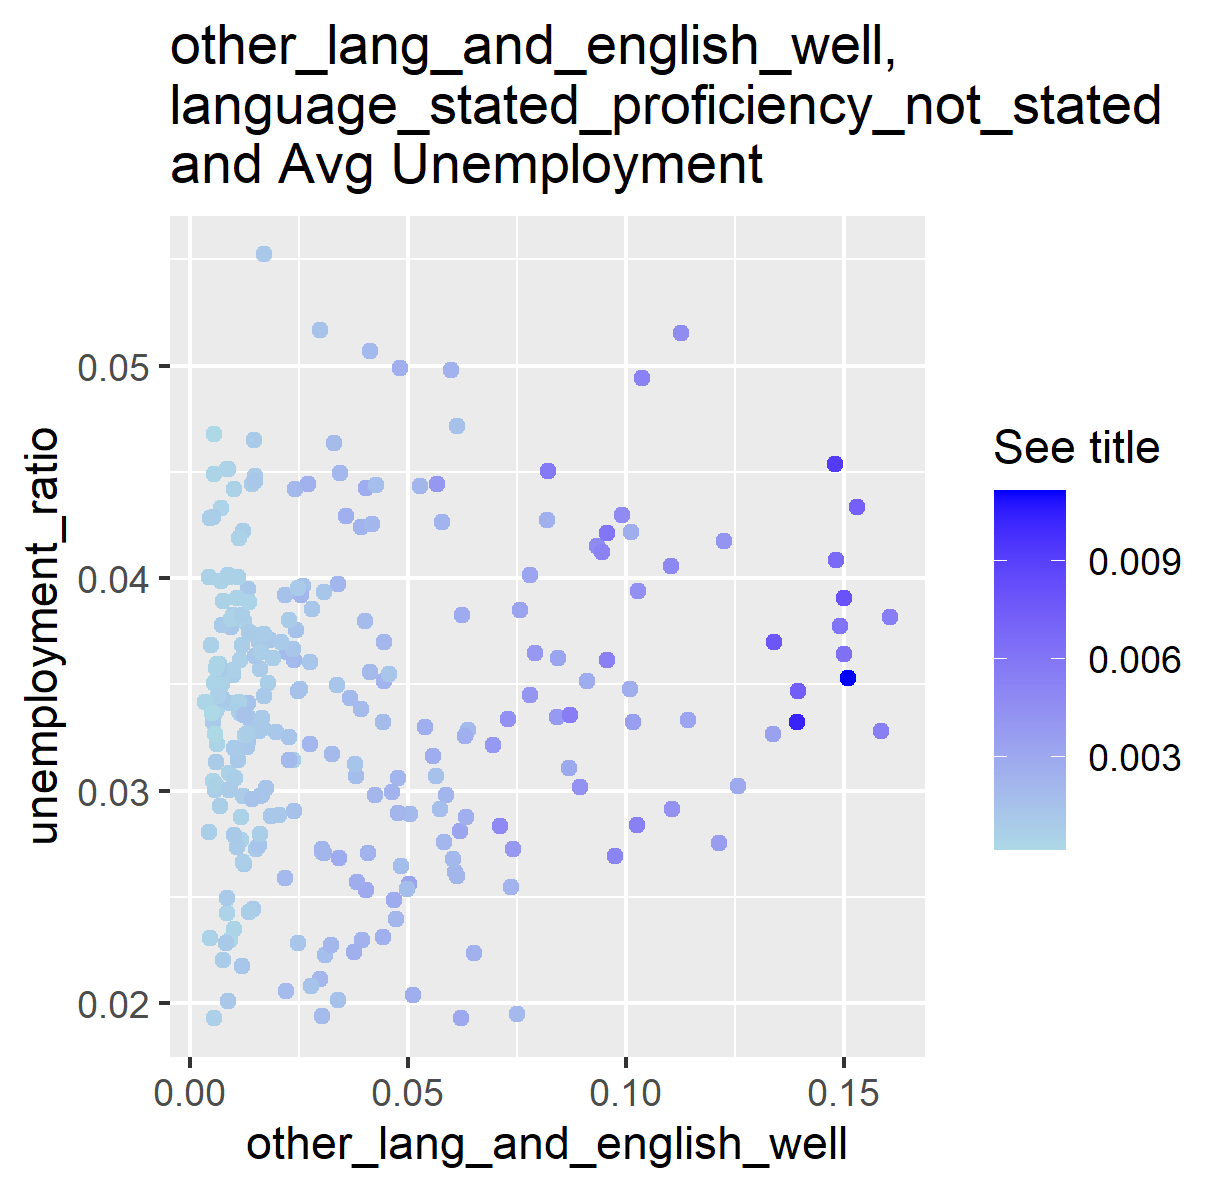 other_lang_and_english_well,
language_stated_proficiency_not_stated
and Avg Unemployment
unemployment_ratio
0.05
0.04
0.03
0.02
0.00
0.05
0.10
0.15
other_lang_and_english_well
See title
0.009
0.006
0.003